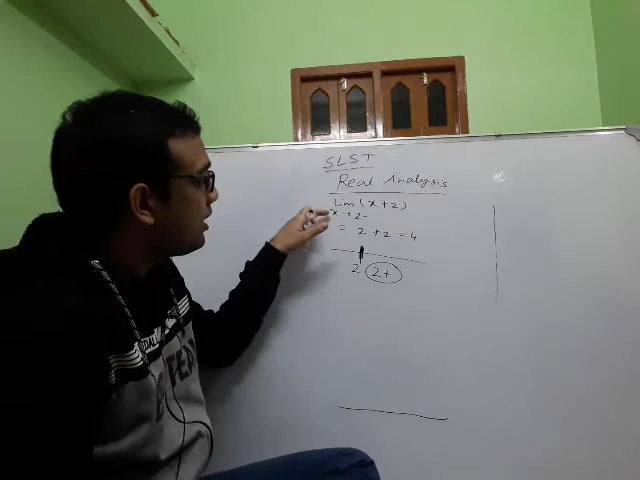 SLST
Real Analysis
Lim (x+2)
x→2-
= 2+2 = 4
2 2+